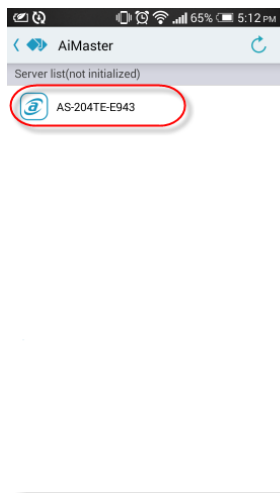 65% 5:12 PM
AiMaster
Server list(not initialized)
AS-204TE-E943